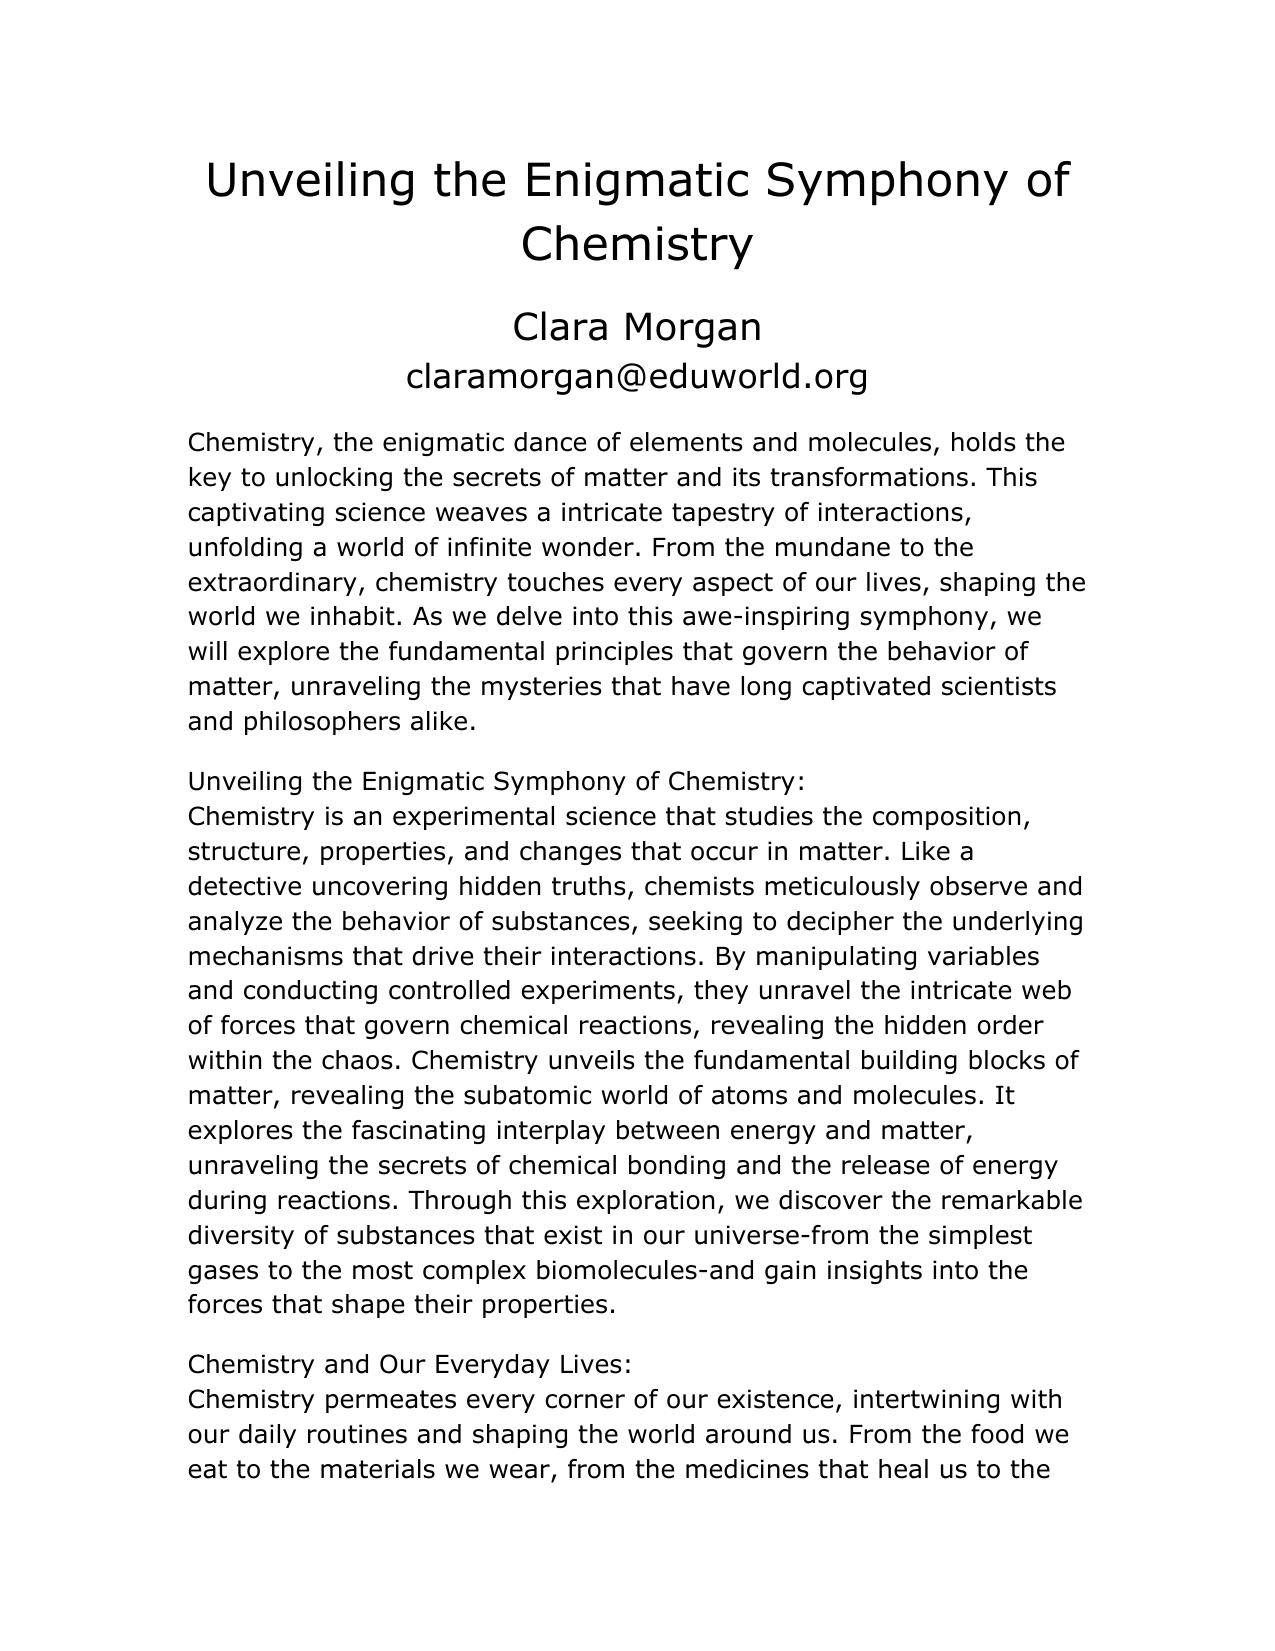 Unveiling the Enigmatic Symphony of
Chemistry
Clara Morgan
claramorgan@eduworld.org
Chemistry, the enigmatic dance of elements and molecules, holds the
key to unlocking the secrets of matter and its transformations. This
captivating science weaves a intricate tapestry of interactions,
unfolding a world of infinite wonder. From the mundane to the
extraordinary, chemistry touches every aspect of our lives, shaping the
world we inhabit. As we delve into this awe-inspiring symphony, we
will explore the fundamental principles that govern the behavior of
matter, unraveling the mysteries that have long captivated scientists
and philosophers alike.
Unveiling the Enigmatic Symphony of Chemistry:
Chemistry is an experimental science that studies the composition,
structure, properties, and changes that occur in matter. Like a
detective uncovering hidden truths, chemists meticulously observe and
analyze the behavior of substances, seeking to decipher the underlying
mechanisms that drive their interactions. By manipulating variables
and conducting controlled experiments, they unravel the intricate web
of forces that govern chemical reactions, revealing the hidden order
within the chaos. Chemistry unveils the fundamental building blocks of
matter, revealing the subatomic world of atoms and molecules. It
explores the fascinating interplay between energy and matter,
unraveling the secrets of chemical bonding and the release of energy
during reactions. Through this exploration, we discover the remarkable
diversity of substances that exist in our universe-from the simplest
gases to the most complex biomolecules-and gain insights into the
forces that shape their properties.
Chemistry and Our Everyday Lives:
Chemistry permeates every corner of our existence, intertwining with
our daily routines and shaping the world around us. From the food we
eat to the materials we wear, from the medicines that heal us to the